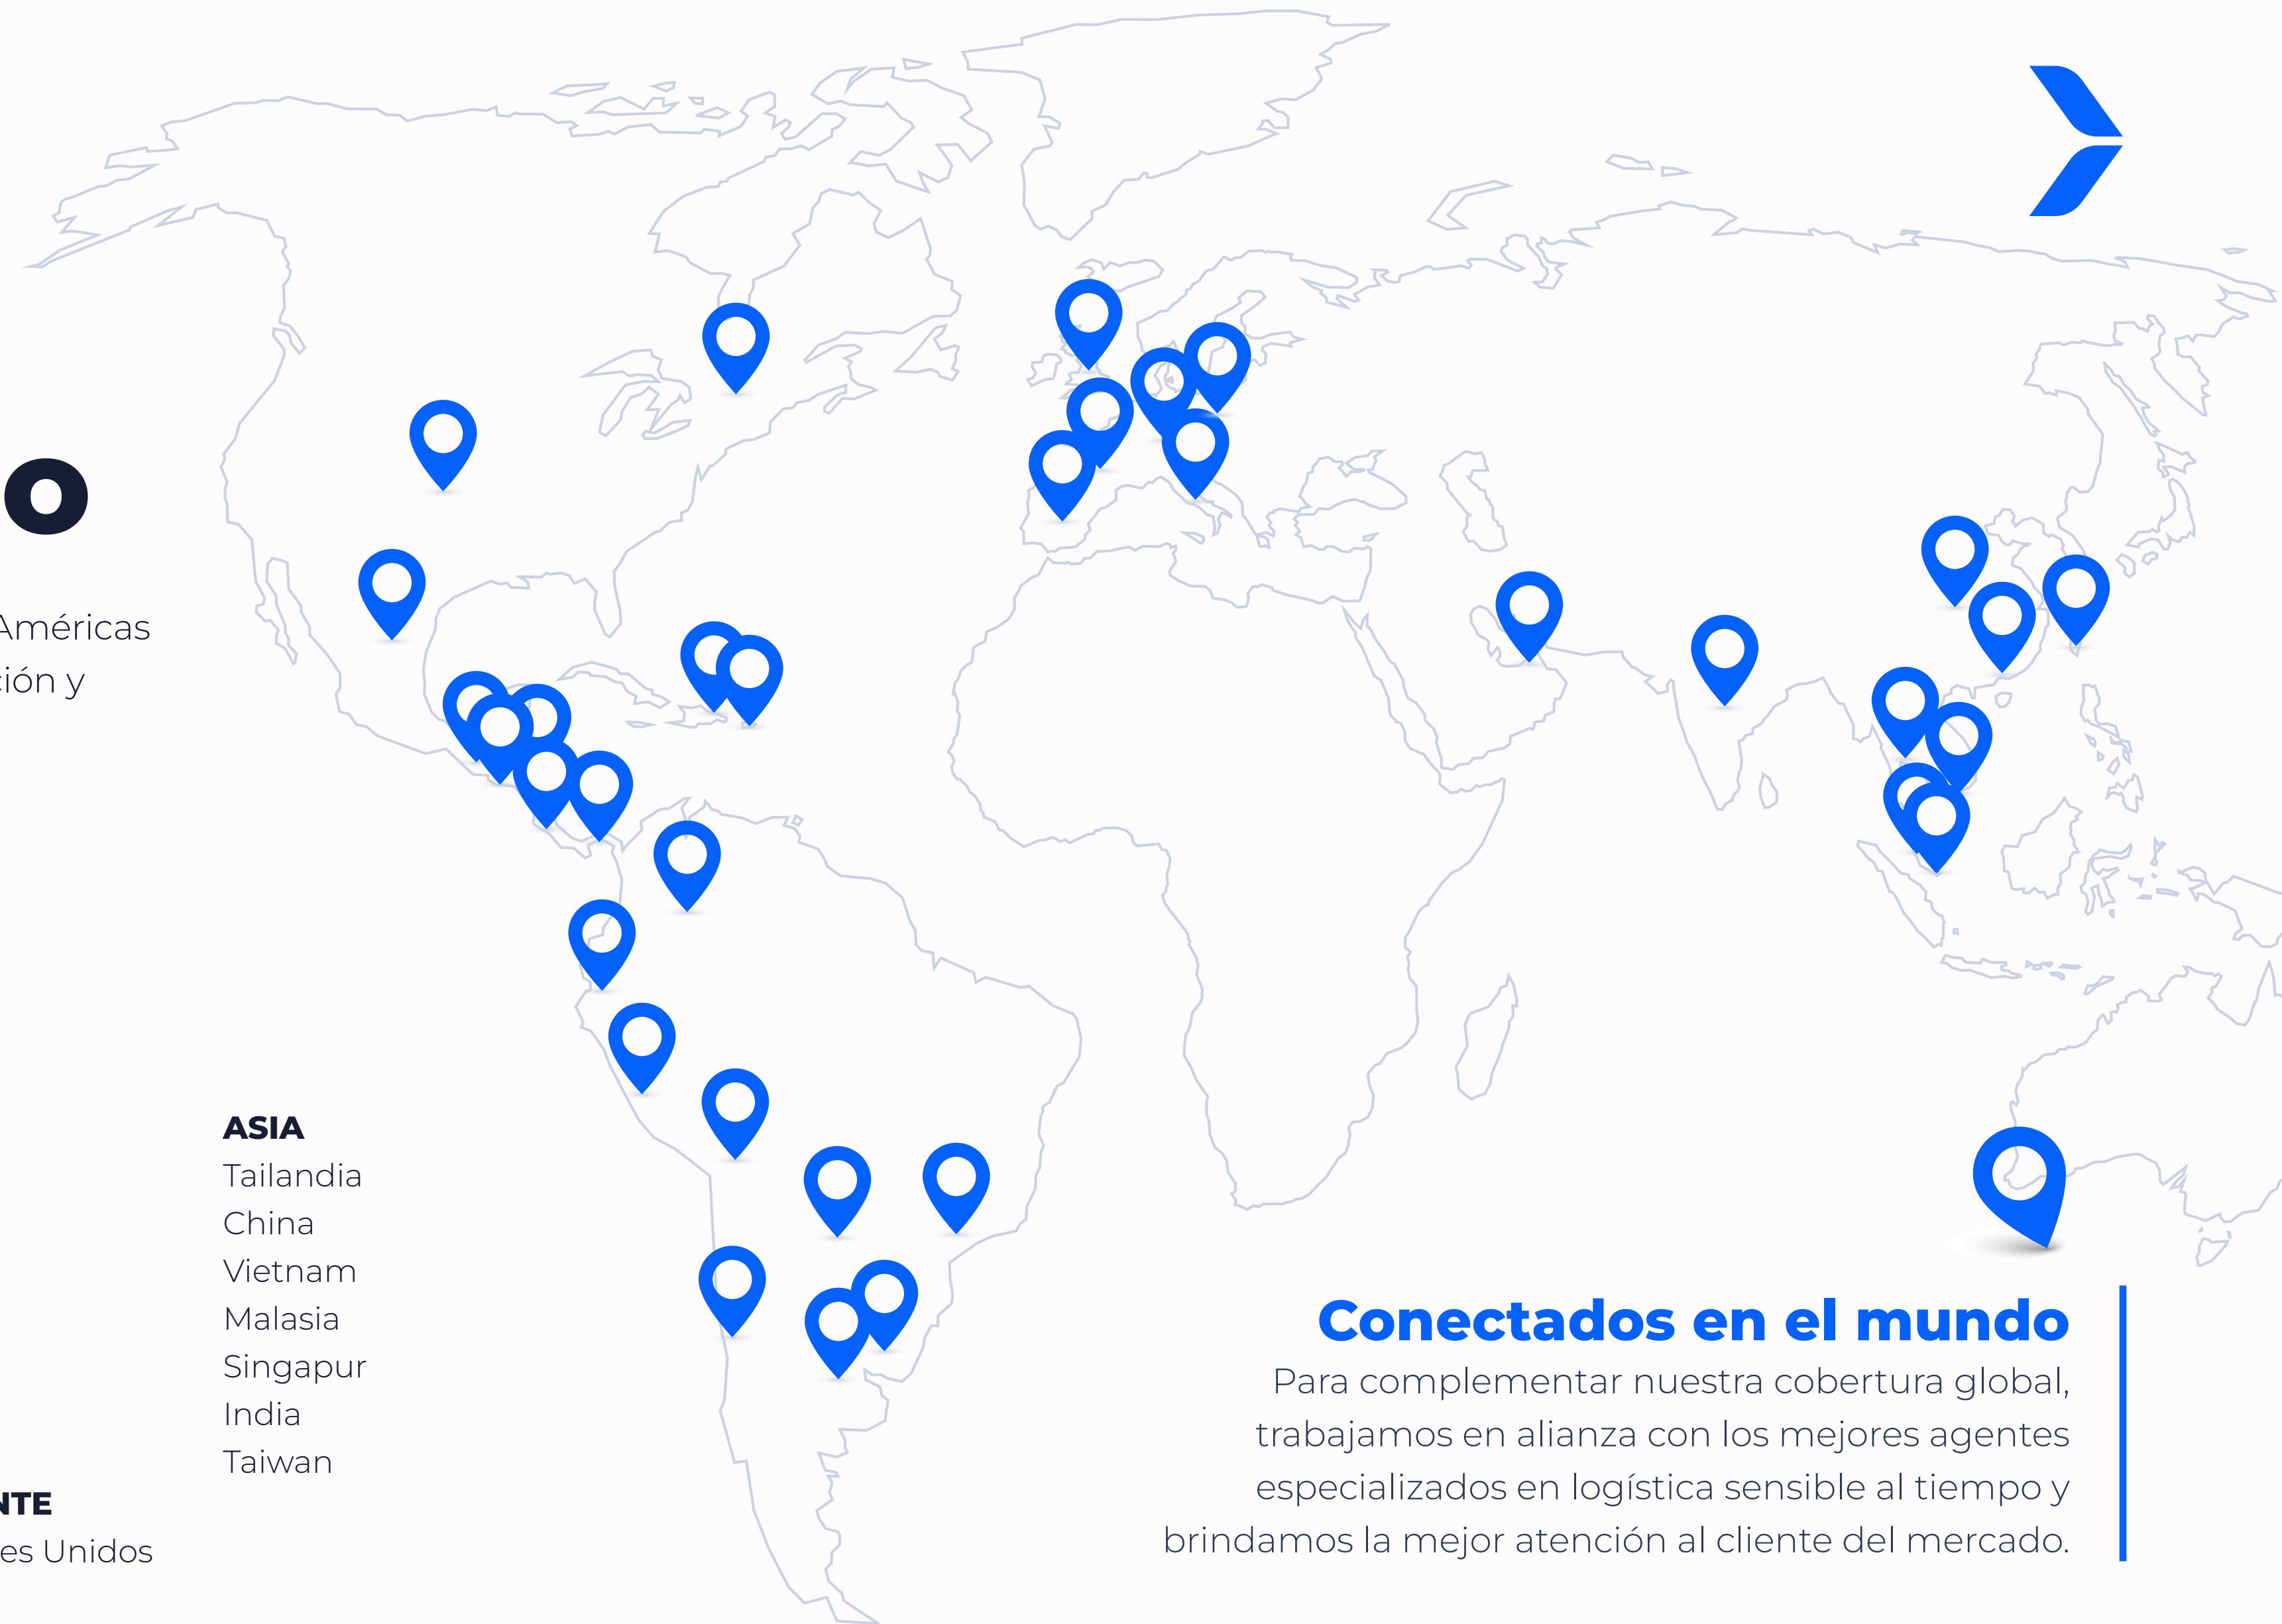 o
Américas
ción y
ASIA
Tailandia
China
Vietnam
Malasia
Singapur
India
Taiwan
NTE
es Unidos
Conectados en el mundo
Para complementar nuestra cobertura global,
trabajamos en alianza con los mejores agentes
especializados en logística sensible al tiempo y
brindamos la mejor atención al cliente del mercado.